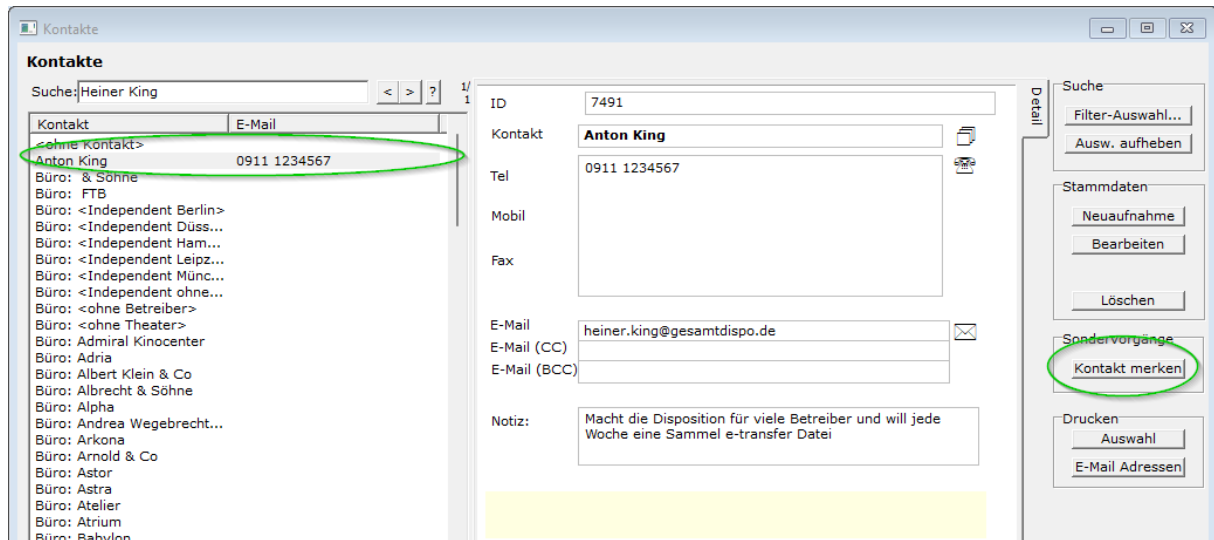 Kontakte
Kontakte
Suche: Heiner King < > ? 1/1
Kontakt E-Mail
<ohne Kontakt>
Anton King 0911 1234567
Büro: & Söhne
Büro: FTB
Büro: <Independent Berlin>
Büro: <Independent Düss...
Büro: <Independent Ham...
Büro: <Independent Leipz...
Büro: <Independent Münc...
Büro: <Independent ohne...
Büro: <ohne Betreiber>
Büro: <ohne Theater>
Büro: Admiral Kinocenter
Büro: Adria
Büro: Albert Klein & Co
Büro: Albrecht & Söhne
Büro: Alpha
Büro: Andrea Wegebrecht...
Büro: Arkona
Büro: Arnold & Co
Büro: Astor
Büro: Astra
Büro: Atelier
Büro: Atrium
Büro: Babylon
ID 7491
Kontakt Anton King
Tel 0911 1234567
Mobil
Fax
E-Mail heiner.king@gesamtdispo.de
E-Mail (CC)
E-Mail (BCC)
Notiz: Macht die Disposition für viele Betreiber und will jede
Woche eine Sammel e-transfer Datei
Detail
Suche
Filter-Auswahl...
Ausw. aufheben
Stammdaten
Neuaufnahme
Bearbeiten
Löschen
Sondervorgänge
Kontakt merken
Drucken
Auswahl
E-Mail Adressen